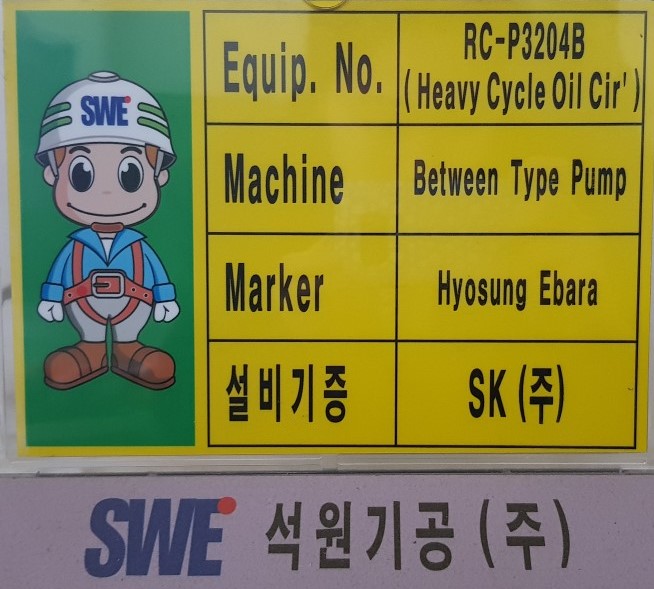 SWE
Equip. No. RC-P3204B
(Heavy Cycle Oil Cir')
Machine Between Type Pump
Marker Hyosung Ebara
설비기증 SK (주)
SWE 석원기공 (주)